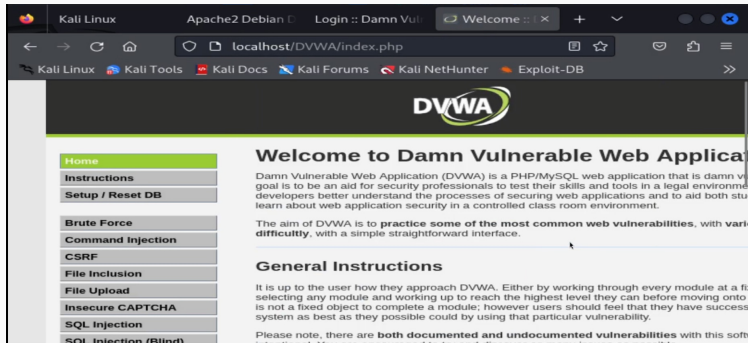 Kali Linux
Apache2 Debian D
Login :: Damn Vul
Welcome ::
localhost/DVWA/index.php
Kali Linux Kali Tools Kali Docs Kali Forums Kali NetHunter Exploit-DB
DVWA
Home
Instructions
Setup / Reset DB
Brute Force
Command Injection
CSRF
File Inclusion
File Upload
Insecure CAPTCHA
SQL Injection
SQL Injection (Blind)
Welcome to Damn Vulnerable Web Applica
Damn Vulnerable Web Application (DVWA) is a PHP/MySQL web application that is damn v
goal is to be an aid for security professionals to test their skills and tools in a legal environme
developers better understand the processes of securing web applications and to aid both stu
learn about web application security in a controlled class room environment.
The aim of DVWA is to practice some of the most common web vulnerabilities, with vari
difficultly, with a simple straightforward interface.
General Instructions
It is up to the user how they approach DVWA. Either by working through every module at a fi
selecting any module and working up to reach the highest level they can before moving onto
is not a fixed object to complete a module; however users should feel that they have success
system as best as they possible could by using that particular vulnerability.
Please note, there are both documented and undocumented vulnerabilities with this soft